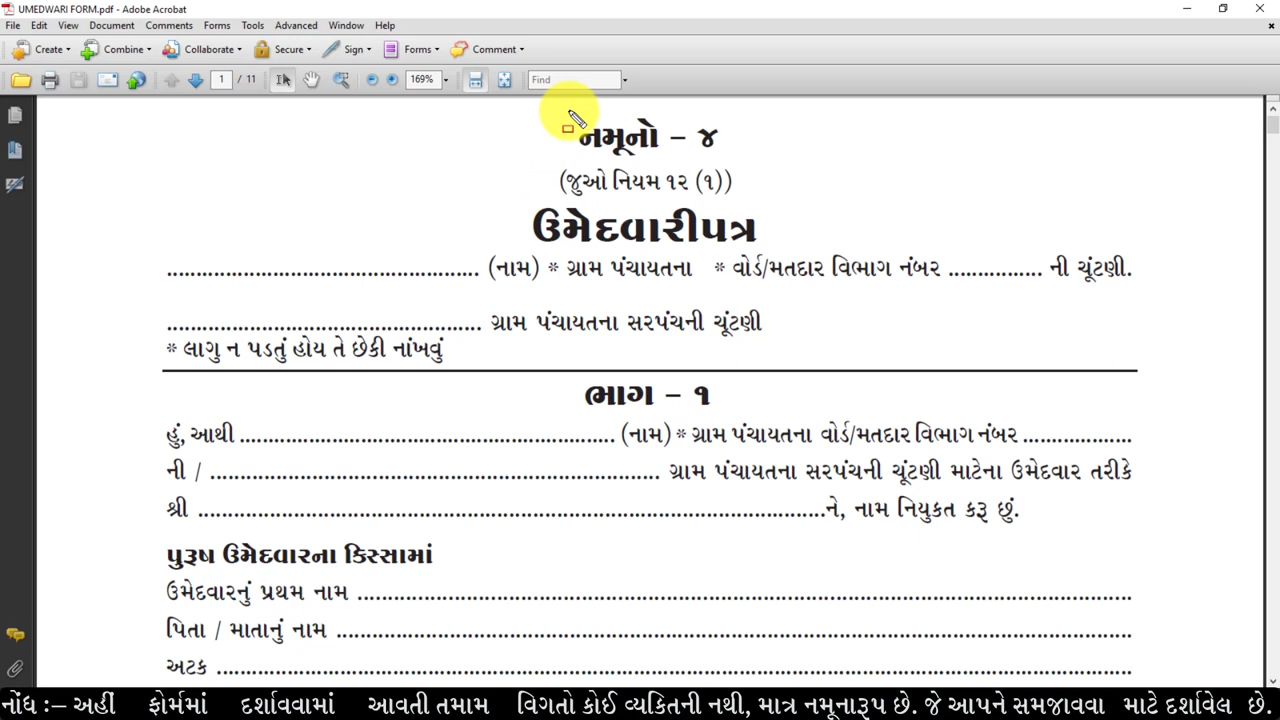 UMEDWARI FORM.pdf - Adobe Acrobat
File Edit View Document Comments Forms Tools Advanced Window Help
Create Combine Collaborate Secure Sign Forms Comment
1 / 11 169% Find
નમૂનો – ૪
(જુઓ નિયમ ૧૨ (૧))
ઉમેદવારીપત્ર
.................................................... (નામ) * ગ્રામ પંચાયતના * વોર્ડ/મતદાર વિભાગ નંબર ................ ની ચૂંટણી.
.................................................... ગ્રામ પંચાયતના સરપંચની ચૂંટણી
* લાગુ ન પડતું હોય તે છેકી નાંખવું
ભાગ – ૧
હું, આથી ............................................................... (નામ) * ગ્રામ પંચાયતના વોર્ડ/મતદાર વિભાગ નંબર ..................
ની / ........................................................................... ગ્રામ પંચાયતના સરપંચની ચૂંટણી માટેના ઉમેદવાર તરીકે
શ્રી .........................................................................................................ને, નામ નિયુકત કરૂ છું.
પુરૂષ ઉમેદવારના કિસ્સામાં
ઉમેદવારનું પ્રથમ નામ .................................................................................................................................
પિતા / માતાનું નામ .....................................................................................................................................
અટક .........................................................................................................................................................
નોંધ :– અહીં ફોર્મમાં દર્શાવવામાં આવતી તમામ વિગતો કોઈ વ્યકિતની નથી, માત્ર નમૂનારૂપ છે. જે આપને સમજાવવા માટે દર્શાવેલ છે.